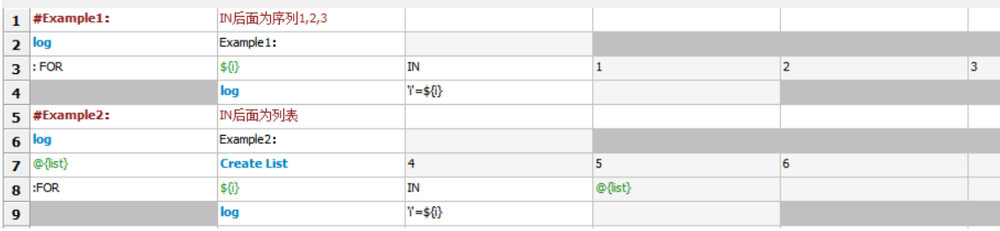 1 #Example1: IN后面为序列1,2,3
2 log Example1:
3 : FOR ${i} IN 1 2 3
4 log 'i'=${i}
5 #Example2: IN后面为列表
6 log Example2:
7 @{list} Create List 4 5 6
8 :FOR ${i} IN @{list}
9 log 'i'=${i}